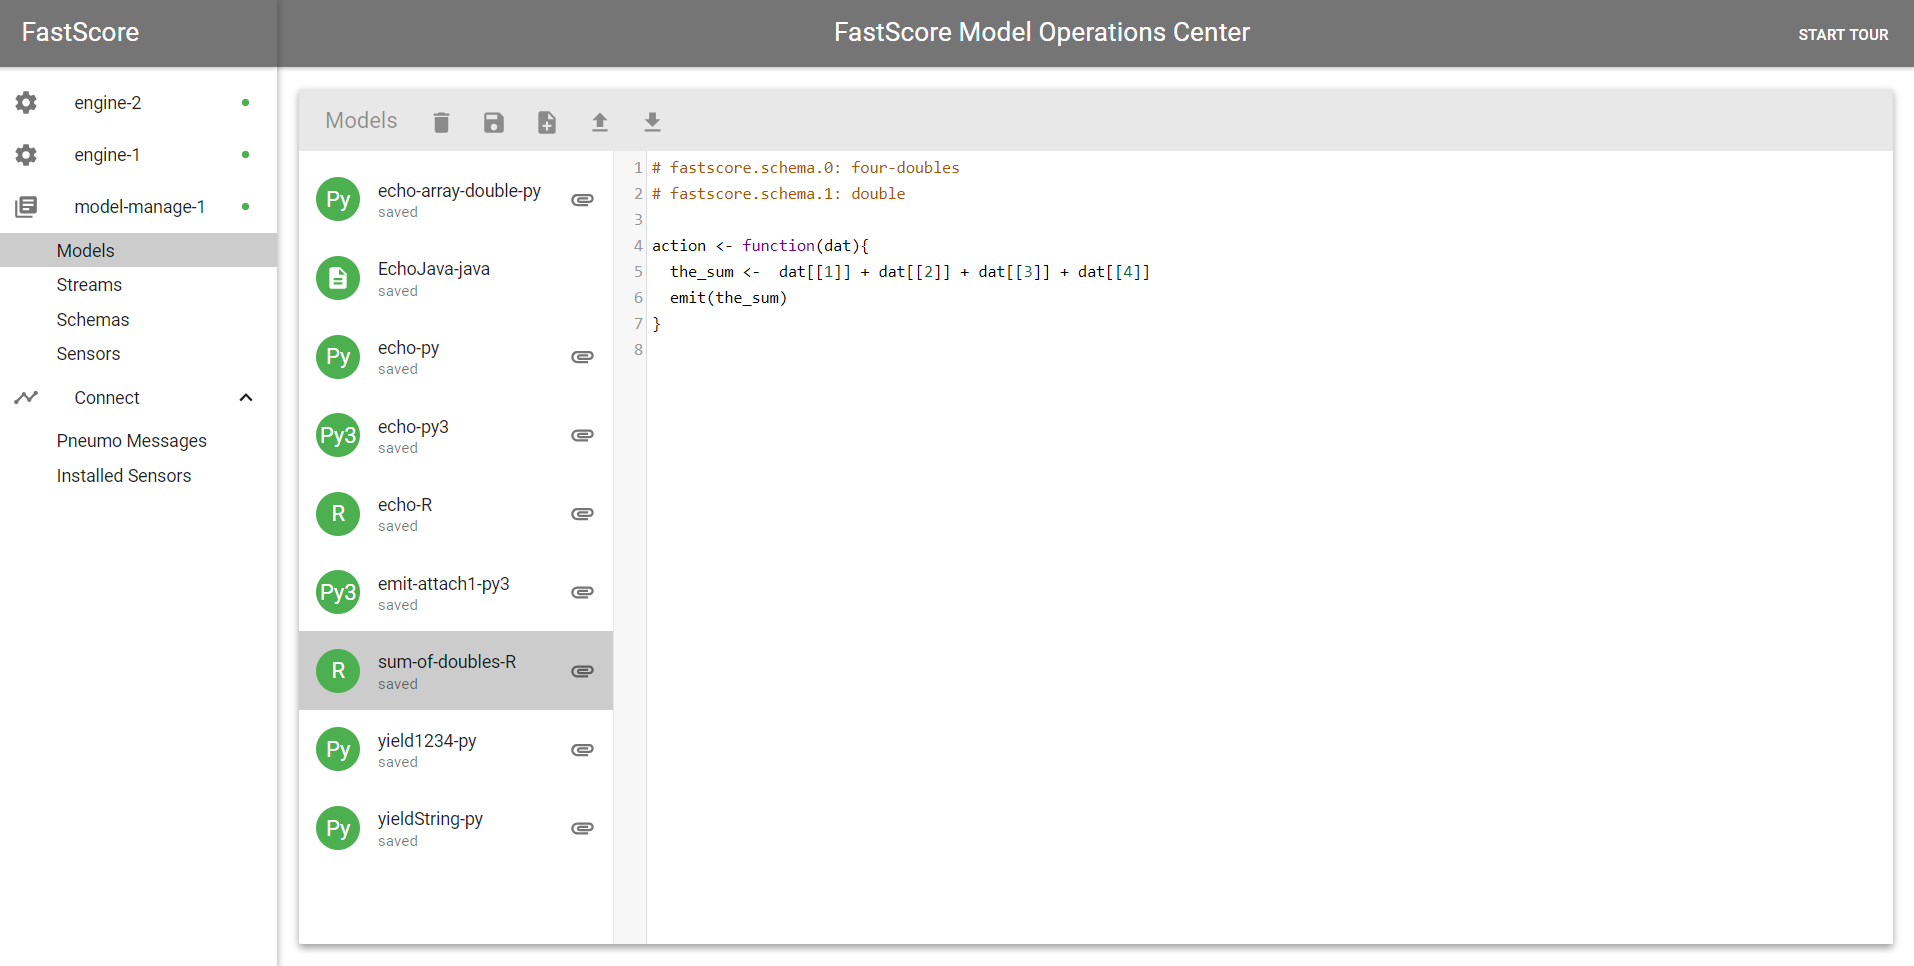 FastScore
FastScore Model Operations Center
START TOUR
engine-2
engine-1
model-manage-1
Models
Streams
Schemas
Sensors
Connect
Pneumo Messages
Installed Sensors
Models
Py
echo-array-double-py
saved
EchoJava-java
saved
Py
echo-py
saved
Py3
echo-py3
saved
R
echo-R
saved
Py3
emit-attach1-py3
saved
R
sum-of-doubles-R
saved
Py
yield1234-py
saved
Py
yieldString-py
saved
1 # fastscore.schema.0: four-doubles
2 # fastscore.schema.1: double
3
4 action <- function(dat){
5   the_sum <-  dat[[1]] + dat[[2]] + dat[[3]] + dat[[4]]
6   emit(the_sum)
7 }
8